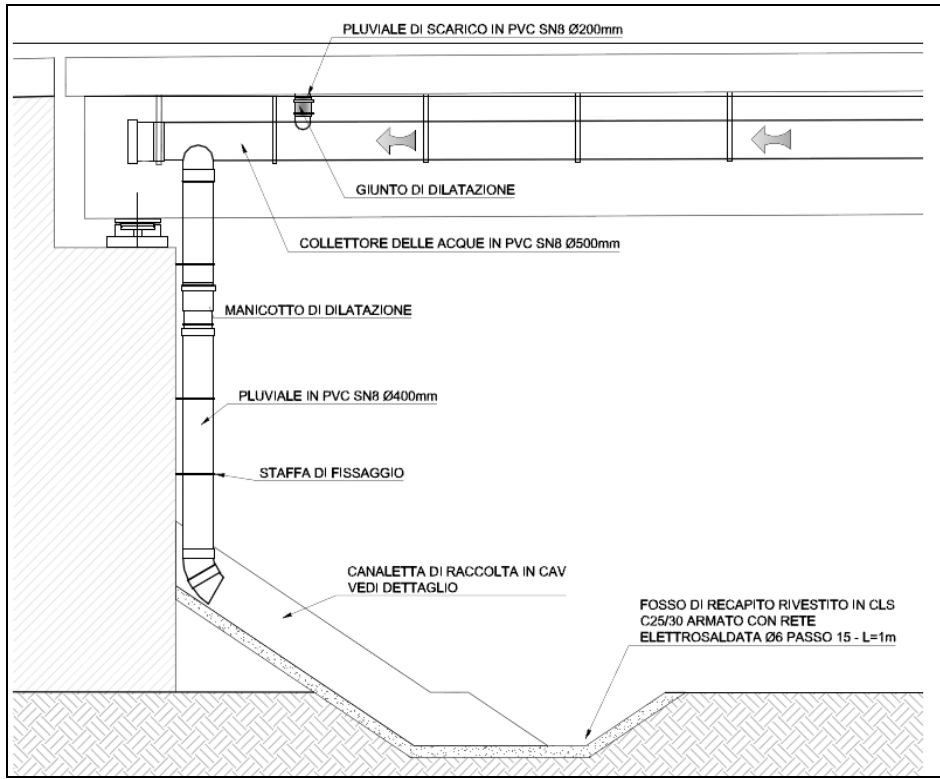 PLUVIALE DI SCARICO IN PVC SN8 Ø200mm
GIUNTO DI DILATAZIONE
COLLETTORE DELLE ACQUE IN PVC SN8 Ø500mm
MANICOTTO DI DILATAZIONE
PLUVIALE IN PVC SN8 Ø400mm
STAFFA DI FISSAGGIO
CANALETTA DI RACCOLTA IN CAV
VEDI DETTAGLIO
FOSSO DI RECAPITO RIVESTITO IN CLS
C25/30 ARMATO CON RETE
ELETTROSALDATA Ø6 PASSO 15 - L=1m